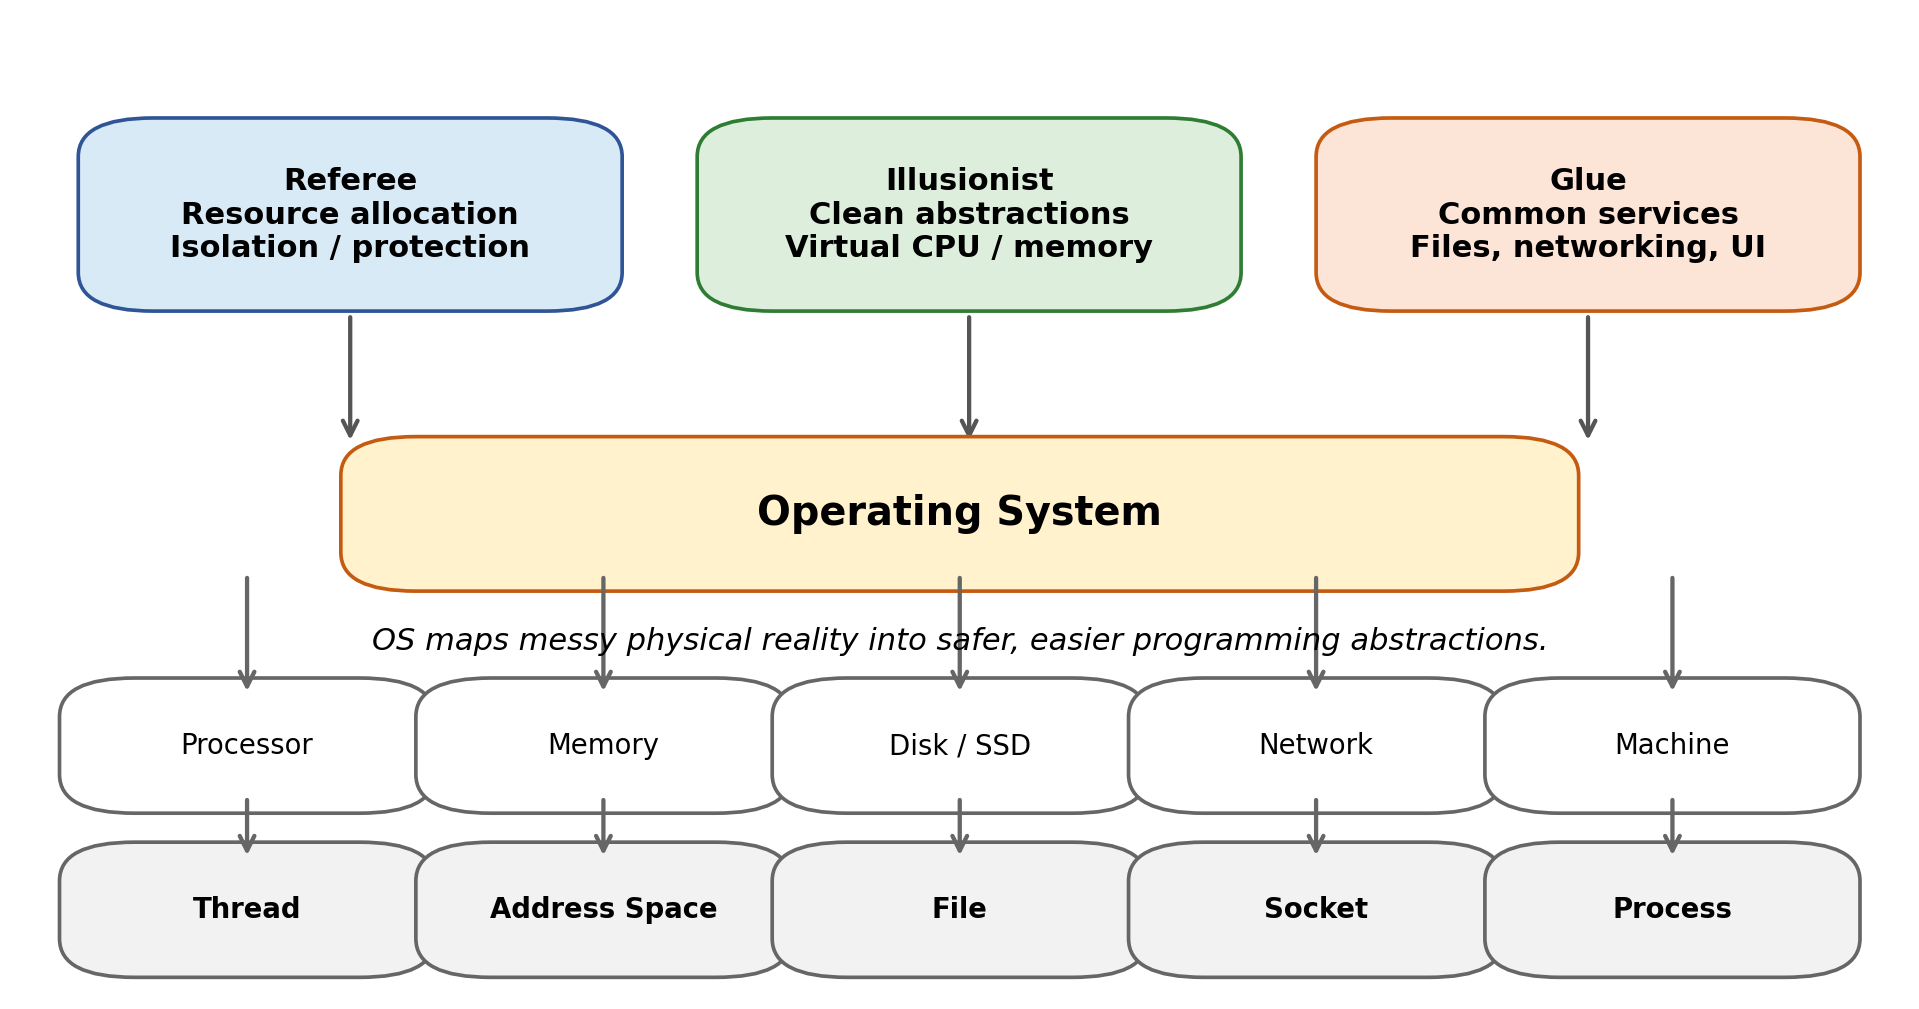 Referee
Resource allocation
Isolation / protection
Illusionist
Clean abstractions
Virtual CPU / memory
Glue
Common services
Files, networking, UI
Operating System
OS maps messy physical reality into safer, easier programming abstractions.
Processor
Memory
Disk / SSD
Network
Machine
Thread
Address Space
File
Socket
Process